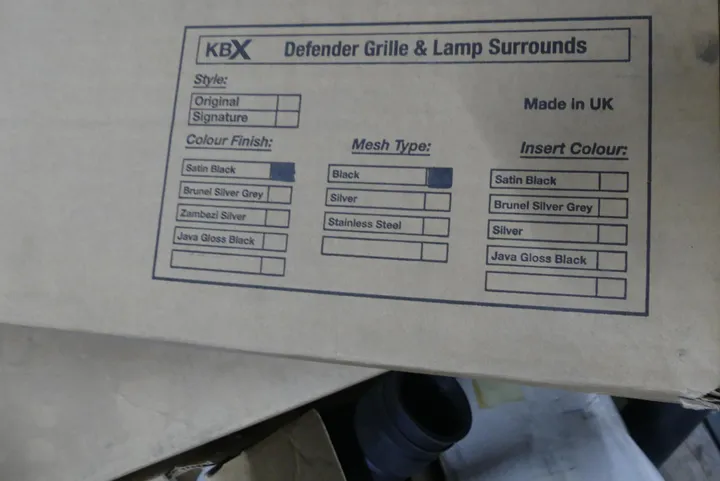 KBX Defender Grille & Lamp Surrounds
Style:
Original
Signature
Made in UK
Colour Finish:
Satin Black
Brunel Silver Grey
Zambezi Silver
Java Gloss Black
Mesh Type:
Black
Silver
Stainless Steel
Insert Colour:
Satin Black
Brunel Silver Grey
Silver
Java Gloss Black